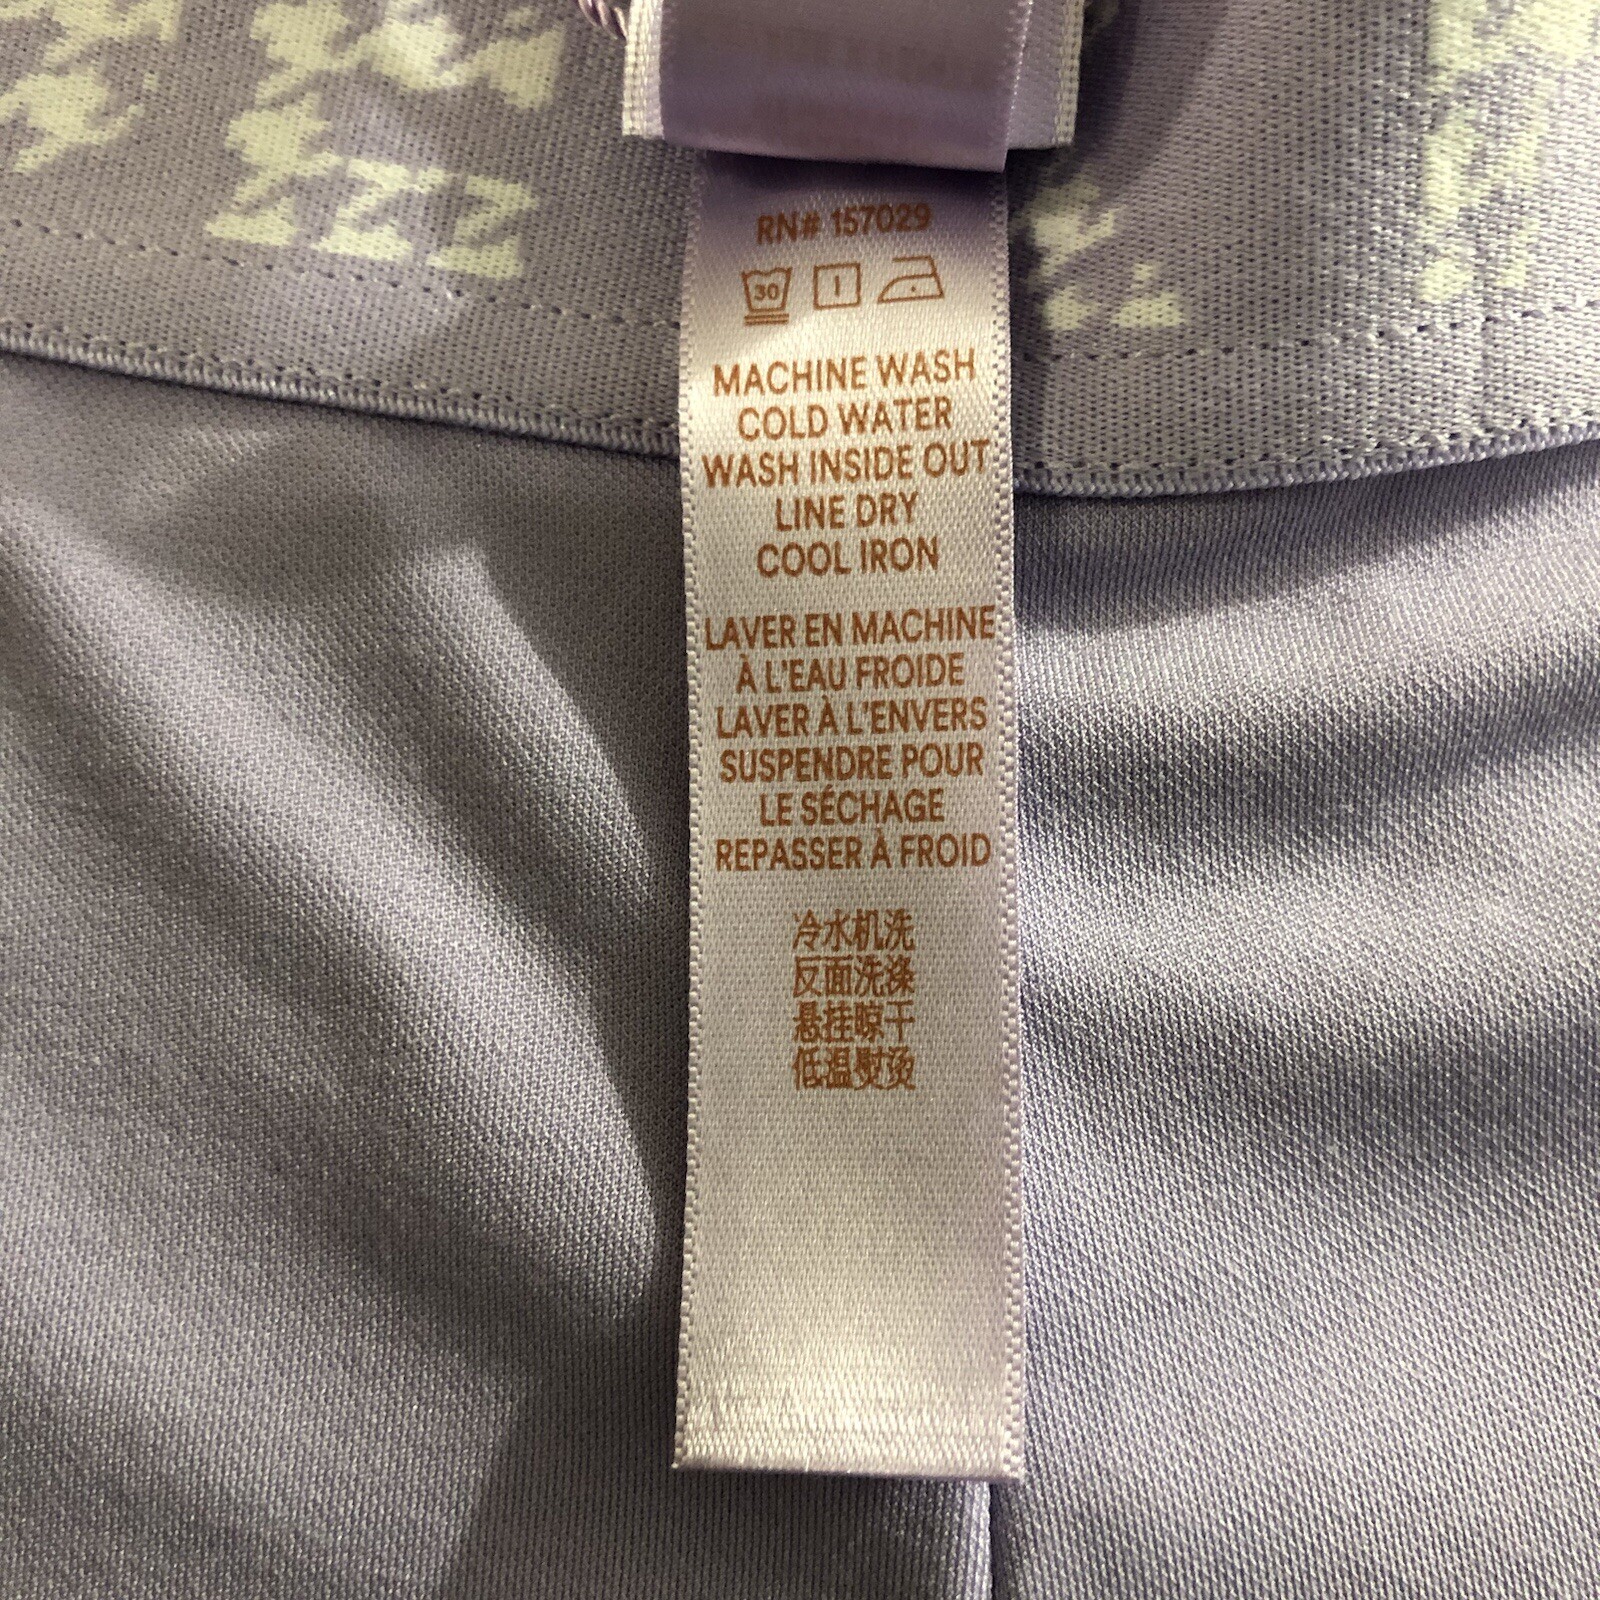 RN# 157029
30
MACHINE WASH
COLD WATER
WASH INSIDE OUT
LINE DRY
COOL IRON
LAVER EN MACHINE
À L'EAU FROIDE
LAVER À L'ENVERS
SUSPENDRE POUR
LE SÉCHAGE
REPASSER À FROID
冷水机洗
反面洗涤
悬挂晾干
低温熨烫